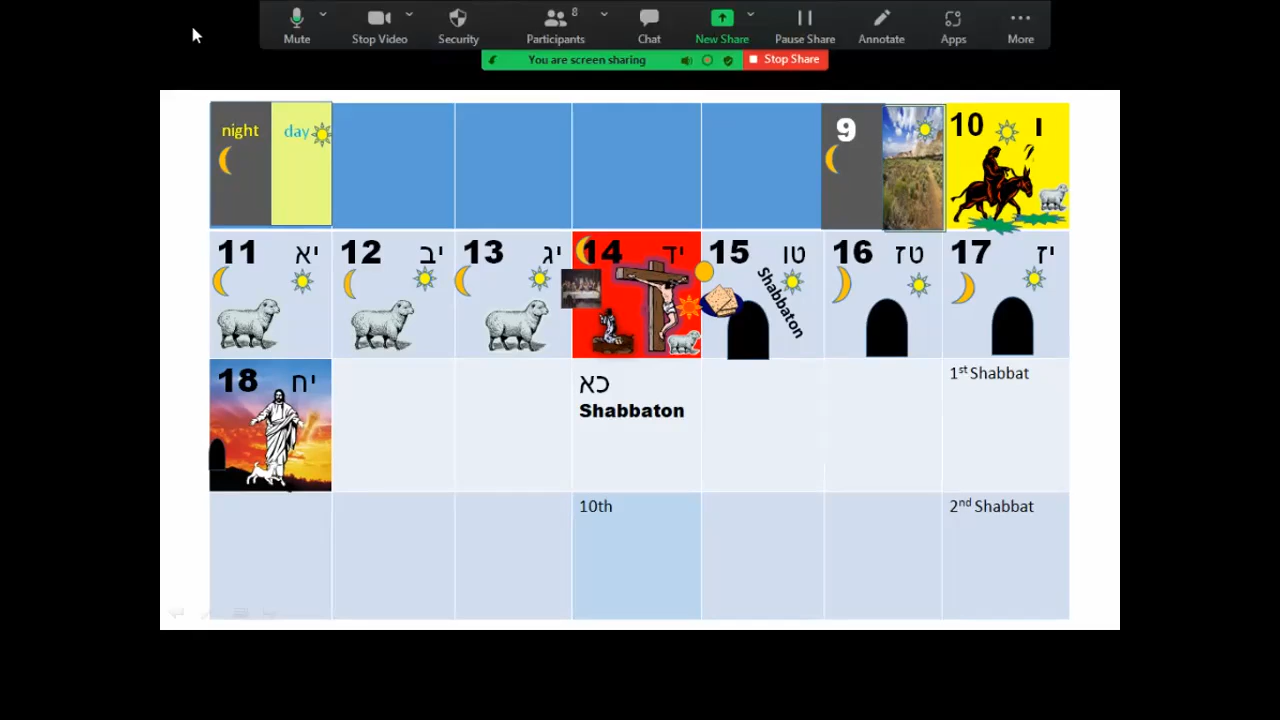 8
Mute
Stop Video
Security
Participants
Chat
New Share
Pause Share
Annotate
Apps
More
You are screen sharing
Stop Share
night
day
9
10
11 יא
12 יב
13 יג
14 יד
15 טו
Shabbaton
16 טז
17 יז
18 יח
כא
Shabbaton
1st Shabbat
10th
2nd Shabbat